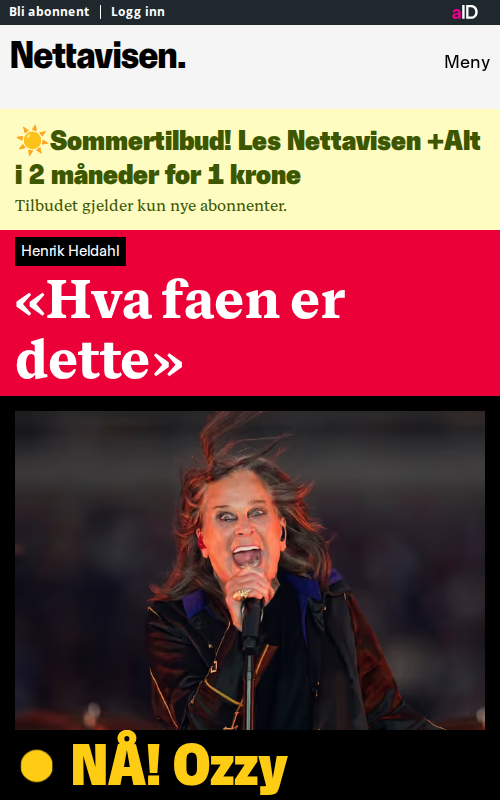 Bli abonnent | Logg inn
aID
Nettavisen.
Meny
☀️Sommertilbud! Les Nettavisen +Alt
i 2 måneder for 1 krone
Tilbudet gjelder kun nye abonnenter.
Henrik Heldahl
«Hva faen er
dette»
NÅ! Ozzy